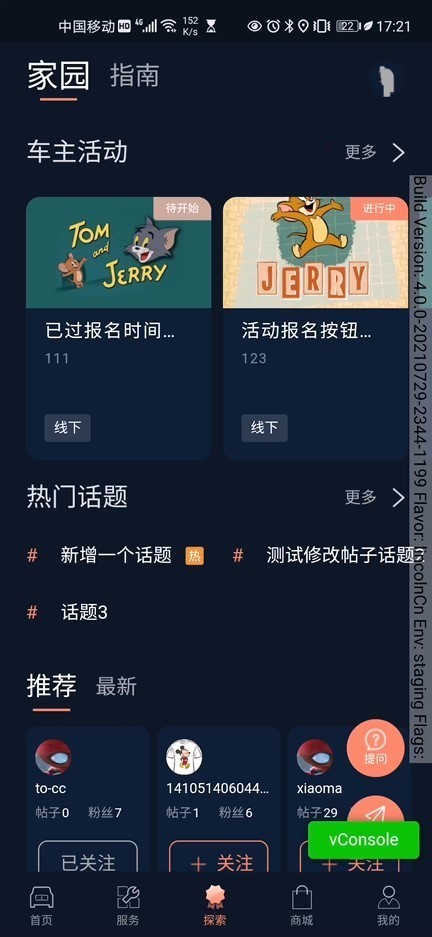 中国移动 HD 4G 152 K/s 22 17:21
家园 指南
车主活动 更多
待开始 进行中
TOM and JERRY
JERRY
已过报名时间… 活动报名按钮…
111 123
线下 线下
热门话题 更多
# 新增一个话题 热 # 测试修改帖子话题2
# 话题3
推荐 最新
to-cc 141051406044… xiaoma
帖子0 粉丝7 帖子1 粉丝6 帖子29
已关注 + 关注 + 关注
提问
vConsole
首页 服务 探索 商城 我的
Build Version: 4.0.0-20210729-2344-1199 Flavor: lincolnCn Env: staging Flags: